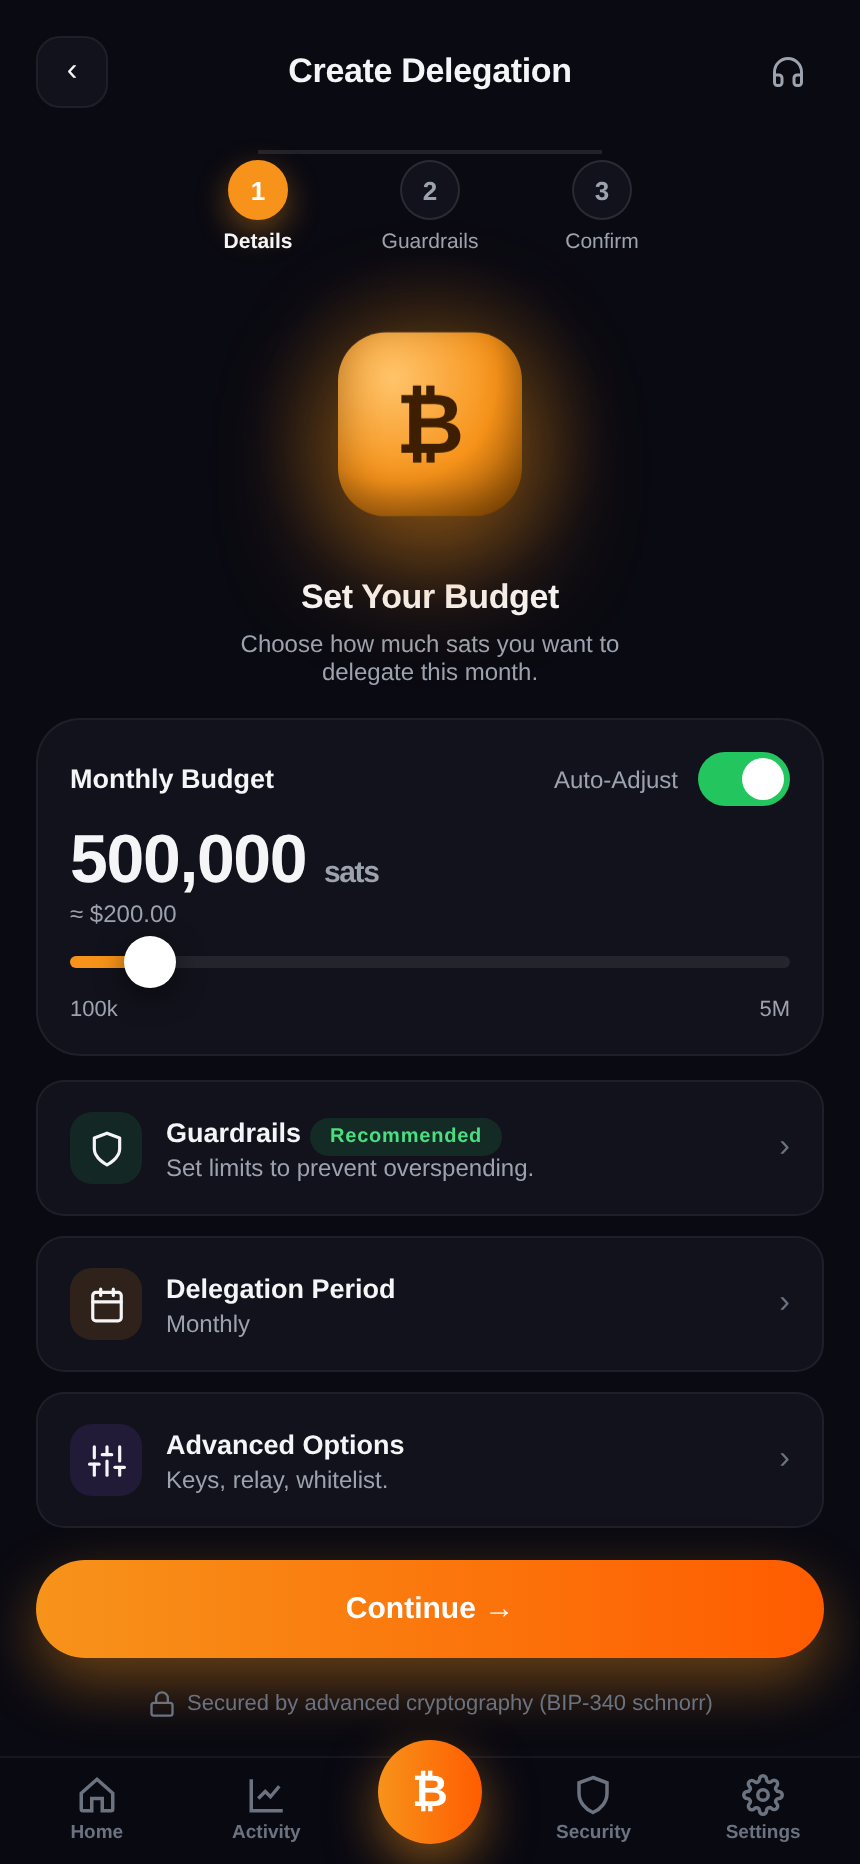 ‹
Create Delegation
1
2
3
Details
Guardrails
Confirm
₿
Set Your Budget
Choose how much sats you want to
delegate this month.
Monthly Budget
Auto-Adjust
500,000 sats
≈ $200.00
100k
5M
Guardrails Recommended
Set limits to prevent overspending.
›
Delegation Period
Monthly
›
Advanced Options
Keys, relay, whitelist.
›
Continue →
Secured by advanced cryptography (BIP-340 schnorr)
₿
Home
Activity
Security
Settings